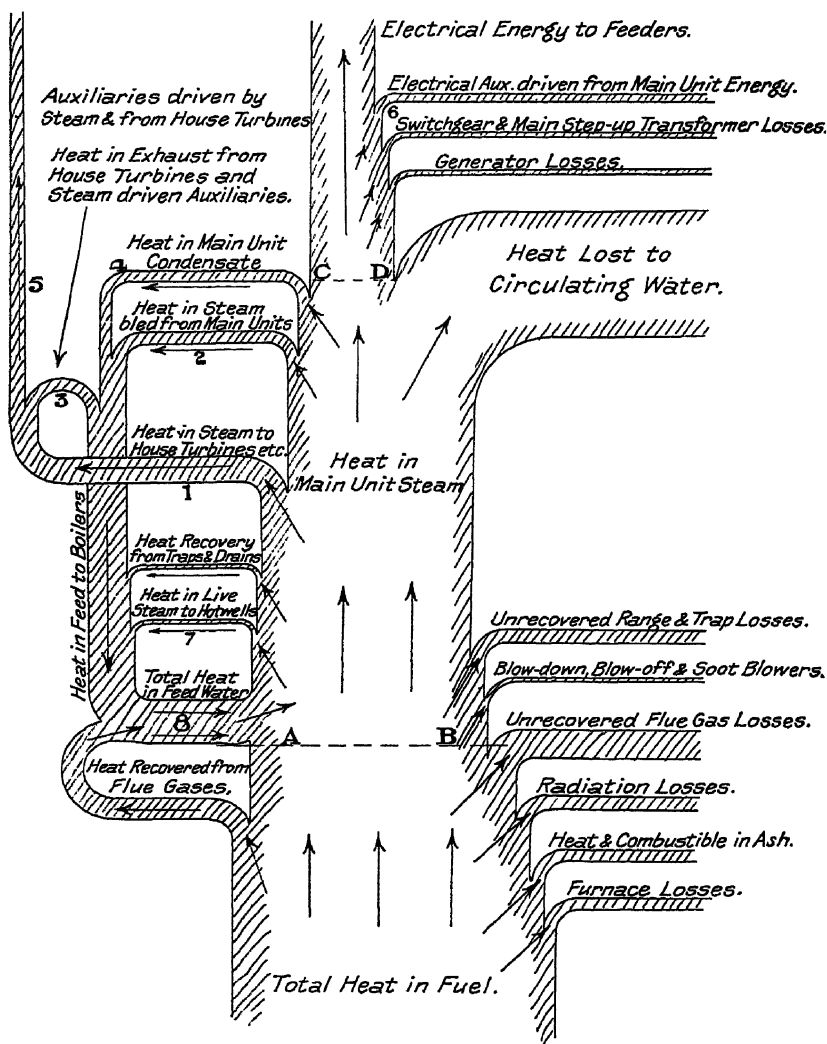 Electrical Energy to Feeders.
Electrical Aux. driven from Main Unit Energy.
6
Switchgear & Main Step-up Transformer Losses.
Generator Losses.
Auxiliaries driven by
Steam & from House Turbines
Heat in Exhaust from
House Turbines and
Steam driven Auxiliaries.
Heat in Main Unit
Condensate
4
C D
Heat Lost to
Circulating Water.
5
Heat in Steam
bled from Main Units
2
3
Heat in Steam to
House Turbines etc.
1
Heat in
Main Unit Steam
Heat in Feed to Boilers
Heat Recovery
from Traps & Drains
Heat in Live
Steam to Hotwells
7
Total Heat
in Feed Water
8
A B
Unrecovered Range & Trap Losses.
Blow-down, Blow-off & Soot Blowers.
Unrecovered Flue Gas Losses.
Heat Recovered from
Flue Gases.
Radiation Losses.
Heat & Combustible in Ash.
Furnace Losses.
Total Heat in Fuel.